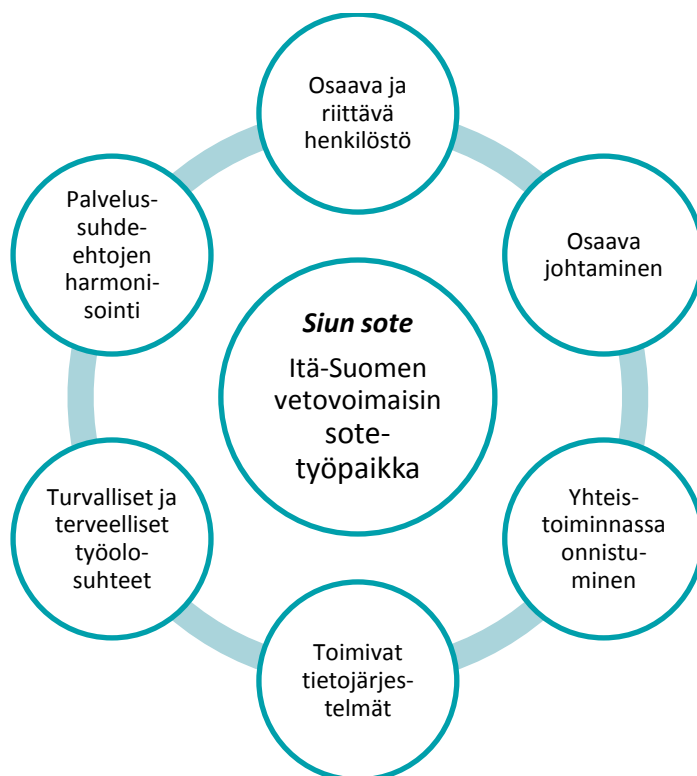 Osaava ja
riittävä
henkilöstö
Osaava
johtaminen
Yhteis-
toiminnassa
onnistu-
minen
Toimivat
tietojärjes-
telmät
Turvalliset ja
terveelliset
työolo-
suhteet
Palvelus-
suhde-
ehtojen
harmoni-
sointi
Siun sote
Itä-Suomen
vetovoimaisin
sote-
työpaikka